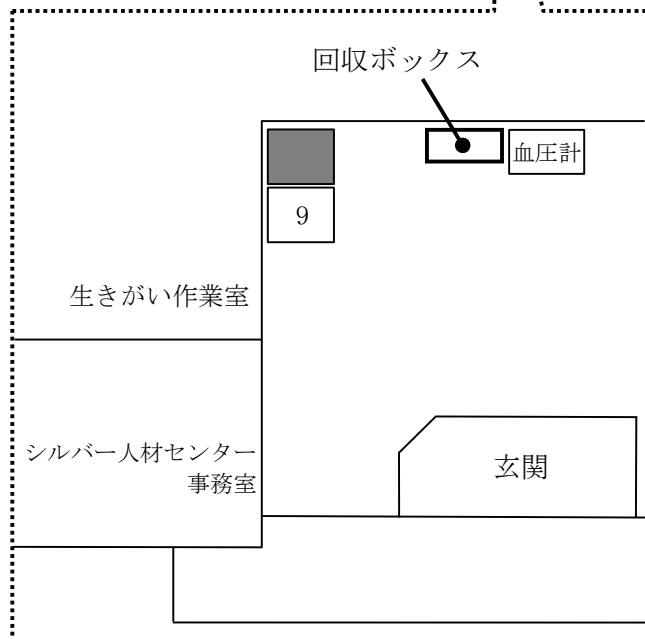 回収ボックス
血圧計
9
生きがい作業室
シルバー人材センター
事務室
玄関